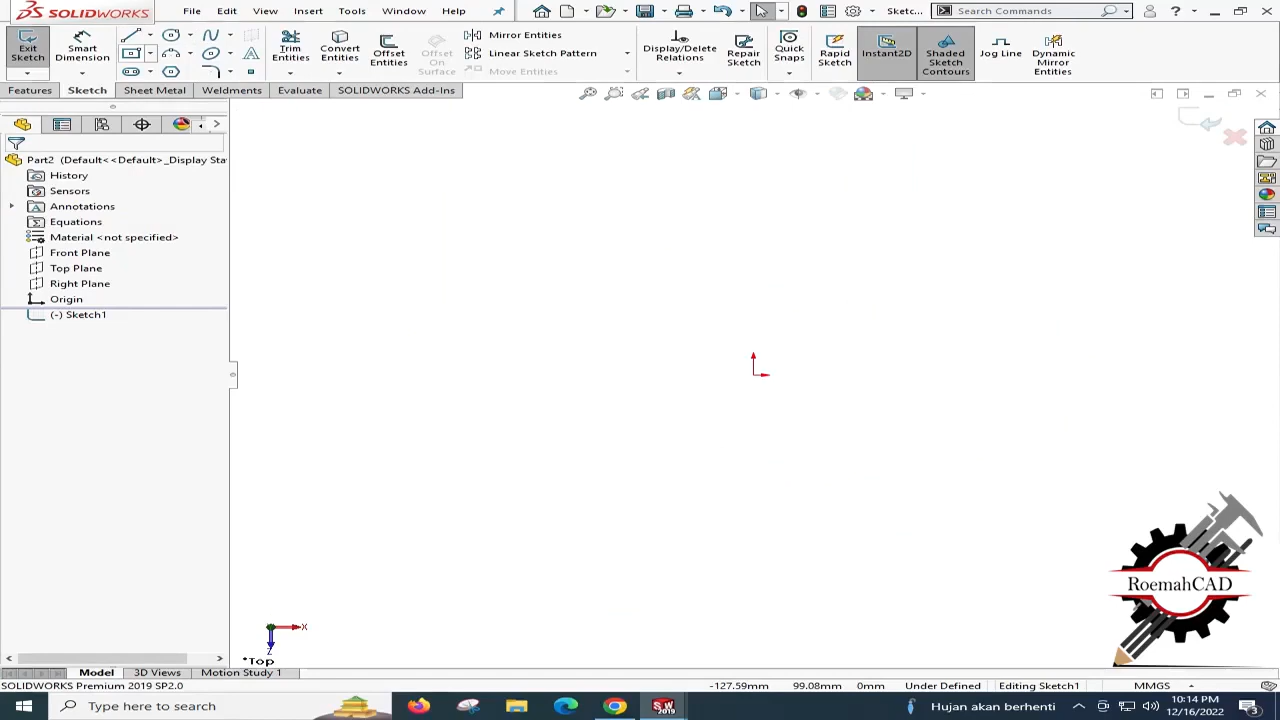 SOLIDWORKS File Edit View Insert Tools Window Help Sketc... Search Commands
Exit Sketch
Smart Dimension
Trim Entities
Convert Entities
Offset Entities
Offset On Surface
Mirror Entities
Linear Sketch Pattern
Move Entities
Display/Delete Relations
Repair Sketch
Quick Snaps
Rapid Sketch
Instant2D
Shaded Sketch Contours
Jog Line
Dynamic Mirror Entities
Features Sketch Sheet Metal Weldments Evaluate SOLIDWORKS Add-Ins
Part2 (Default<<Default>_Display Sta
History
Sensors
Annotations
Equations
Material <not specified>
Front Plane
Top Plane
Right Plane
Origin
(-) Sketch1
RoemahCAD
X
Z
*Top
Model 3D Views Motion Study 1
SOLIDWORKS Premium 2019 SP2.0 -127.59mm 99.08mm 0mm Under Defined Editing Sketch1 MMGS
Type here to search
SW 2019
Hujan akan berhenti
10:14 PM
12/16/2022
3